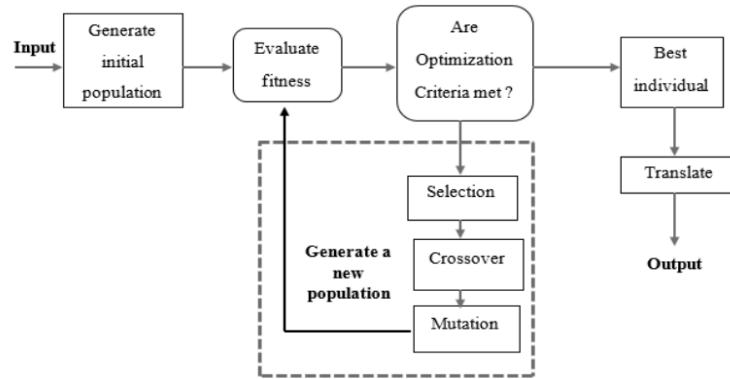 Input
Generate
initial
population
Evaluate
fitness
Are
Optimization
Criteria met ?
Best
individual
Translate
Output
Selection
Crossover
Mutation
Generate a
new
population